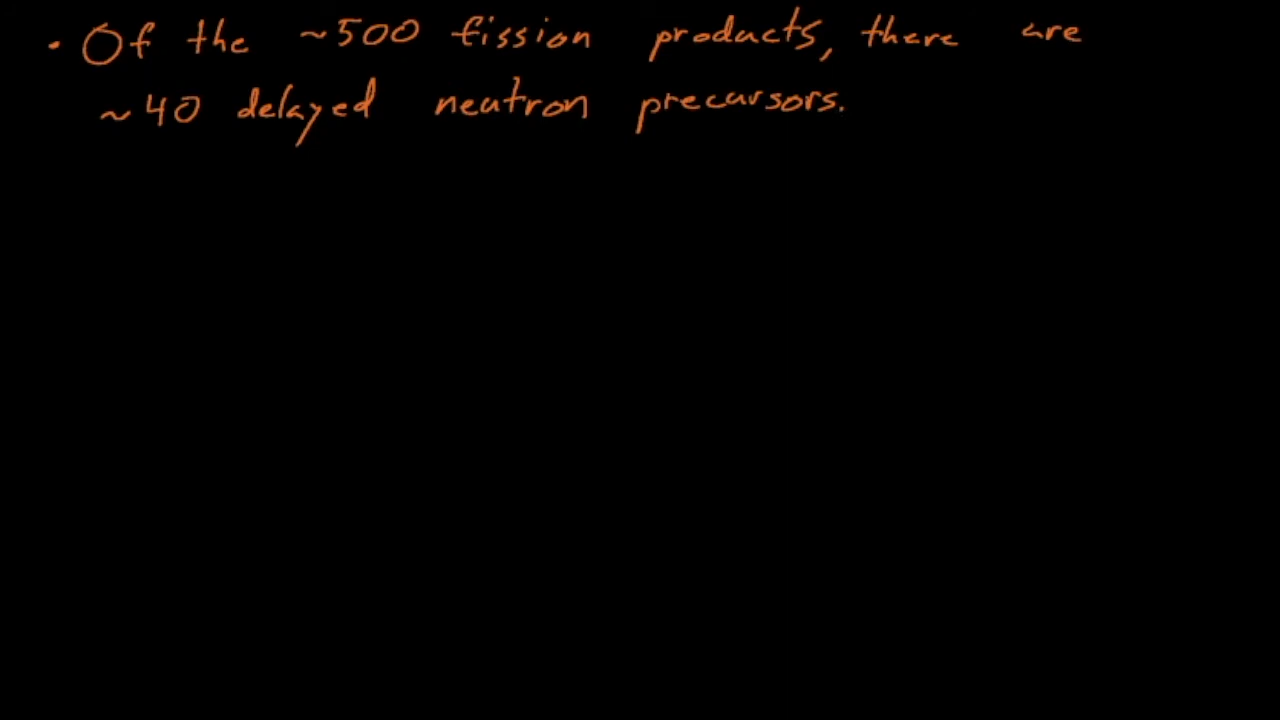 • Of the ~500 fission products, there are
~40 delayed neutron precursors.